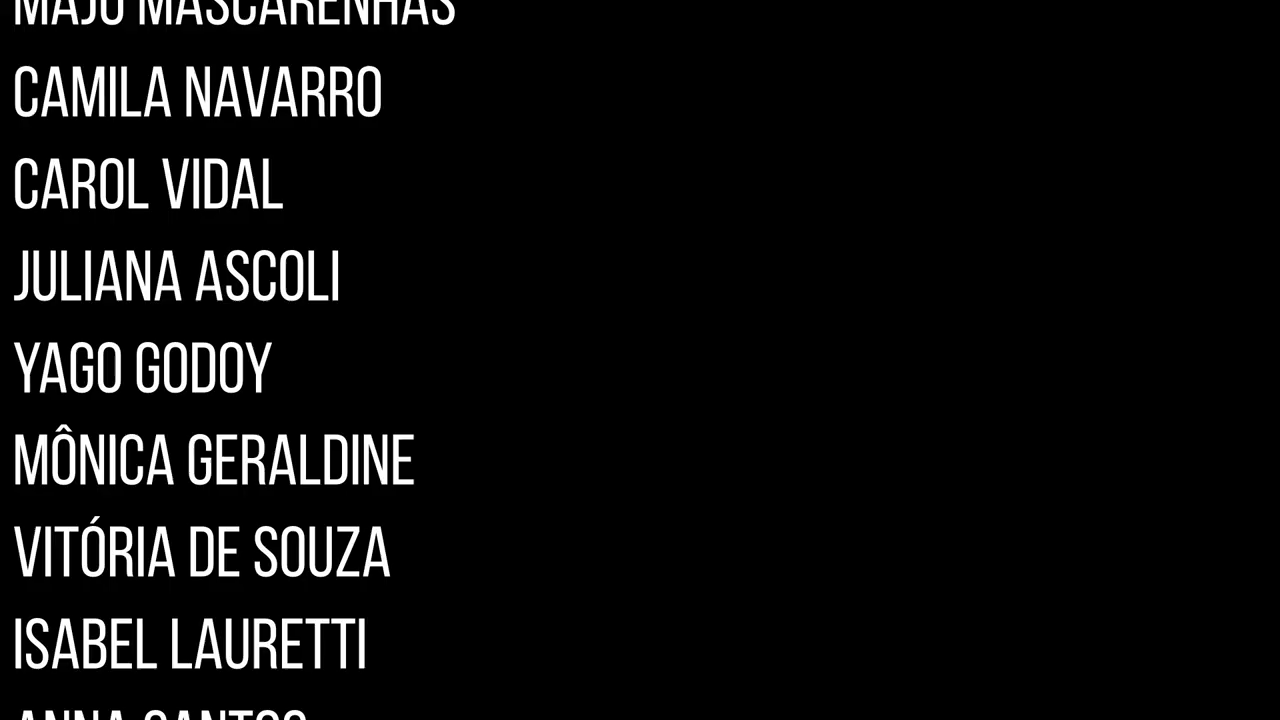 MAJU MASCARENHAS
CAMILA NAVARRO
CAROL VIDAL
JULIANA ASCOLI
YAGO GODOY
MÔNICA GERALDINE
VITÓRIA DE SOUZA
ISABEL LAURETTI
ANNA SANTOS